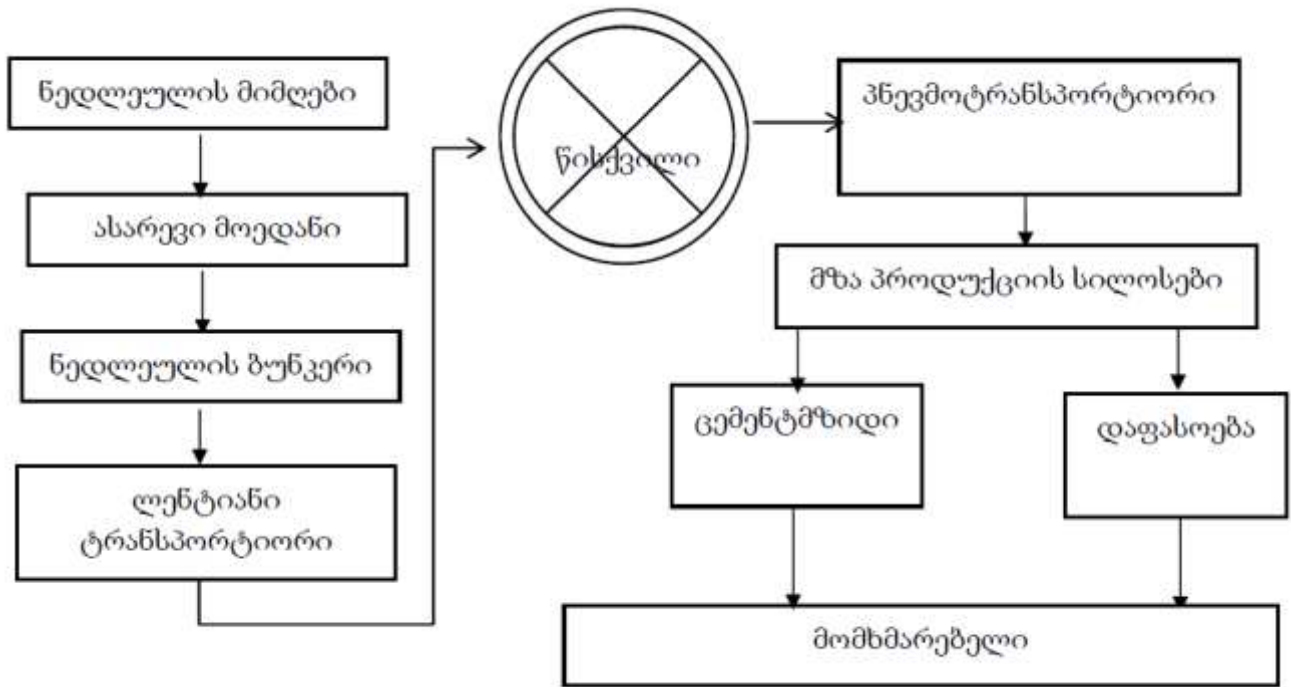 ნედლეულის მიმღები
ასარევი მოედანი
ნედლეულის ბუნკერი
ლენტიანი
ტრანსპორტიორი
წისქვილი
პნევმოტრანსპორტიორი
მზა პროდუქციის სილოსები
ცემენტმზიდი
დაფასოება
მომხმარებელი